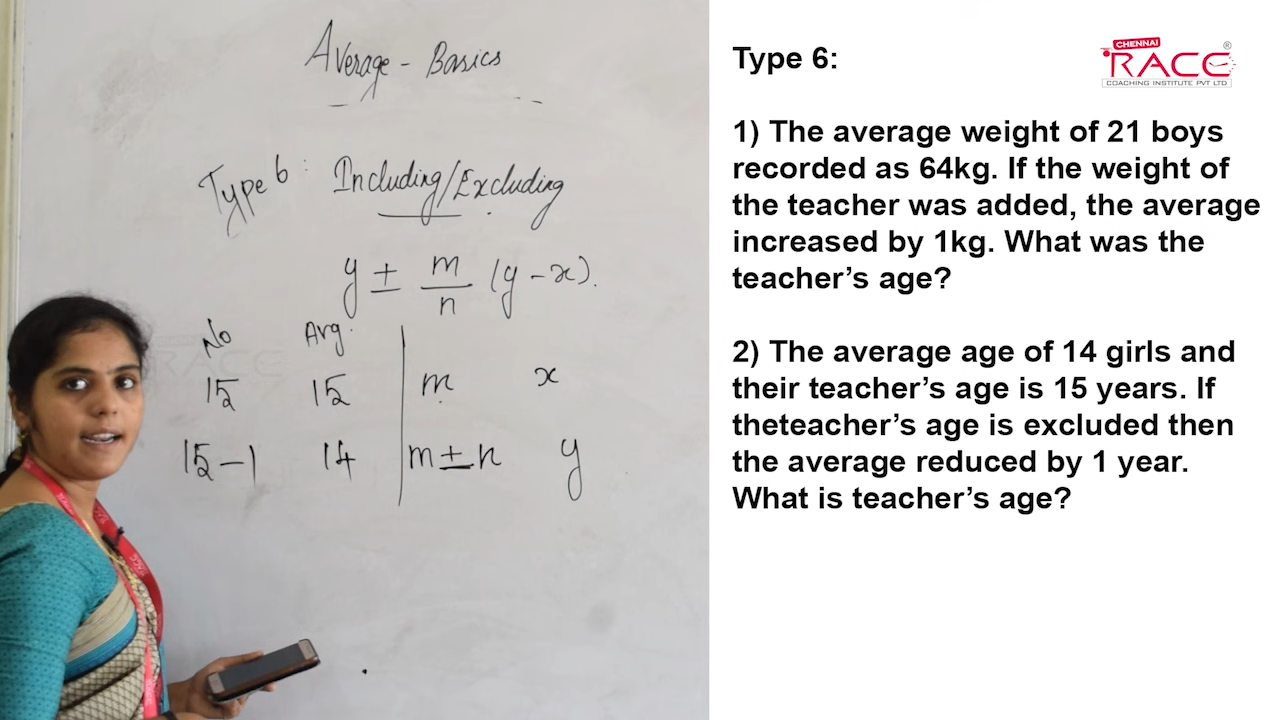 Average - Basics
Type 6 : Including/Excluding
y ± m/n (y - x).
No Avg.
15 15 m x
15-1 14 m ± n y
RACE
CHENNAI
RACE®
COACHING INSTITUTE PVT LTD
Type 6:
1) The average weight of 21 boys
recorded as 64kg. If the weight of
the teacher was added, the average
increased by 1kg. What was the
teacher’s age?
2) The average age of 14 girls and
their teacher’s age is 15 years. If
theteacher’s age is excluded then
the average reduced by 1 year.
What is teacher’s age?